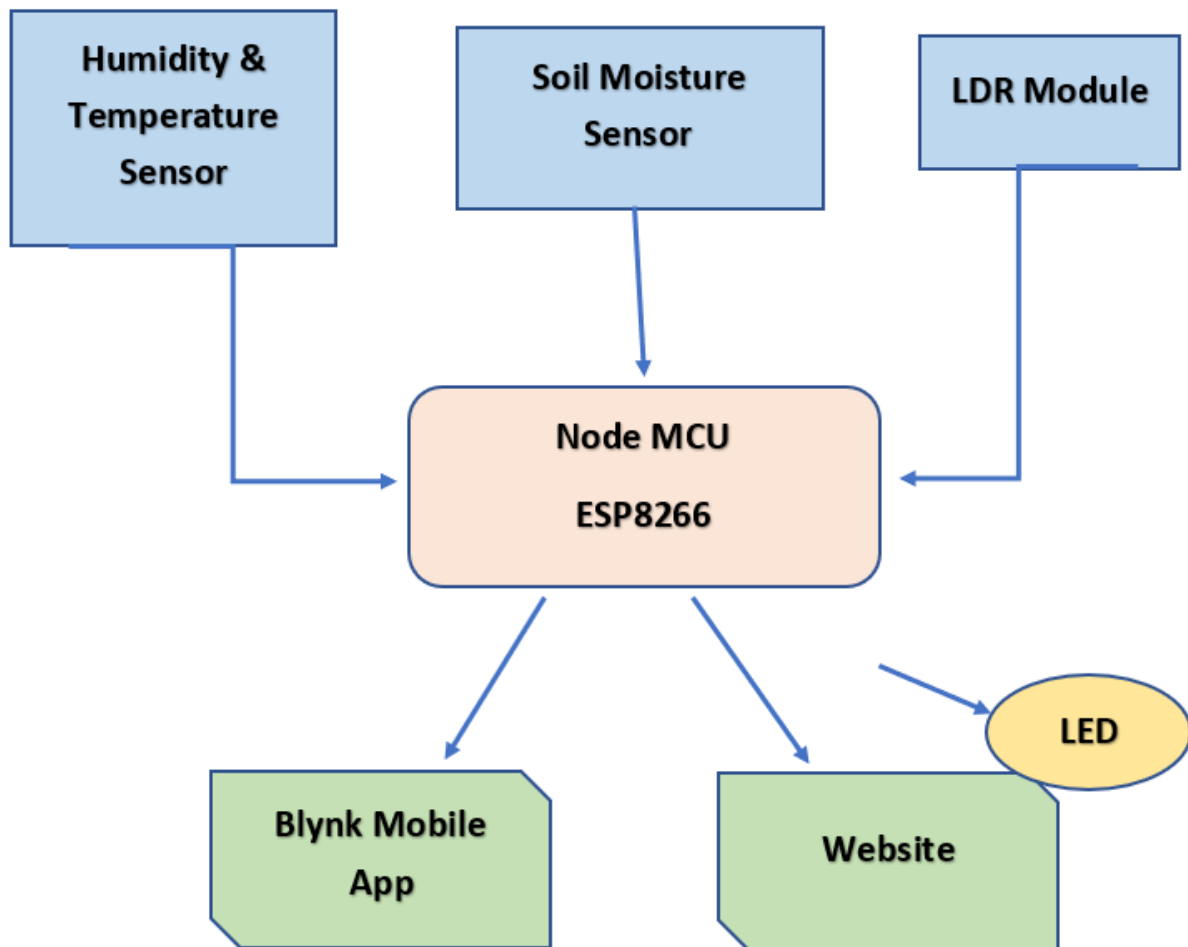 Humidity &
Temperature
Sensor
Soil Moisture
Sensor
LDR Module
Node MCU
ESP8266
LED
Blynk Mobile
App
Website